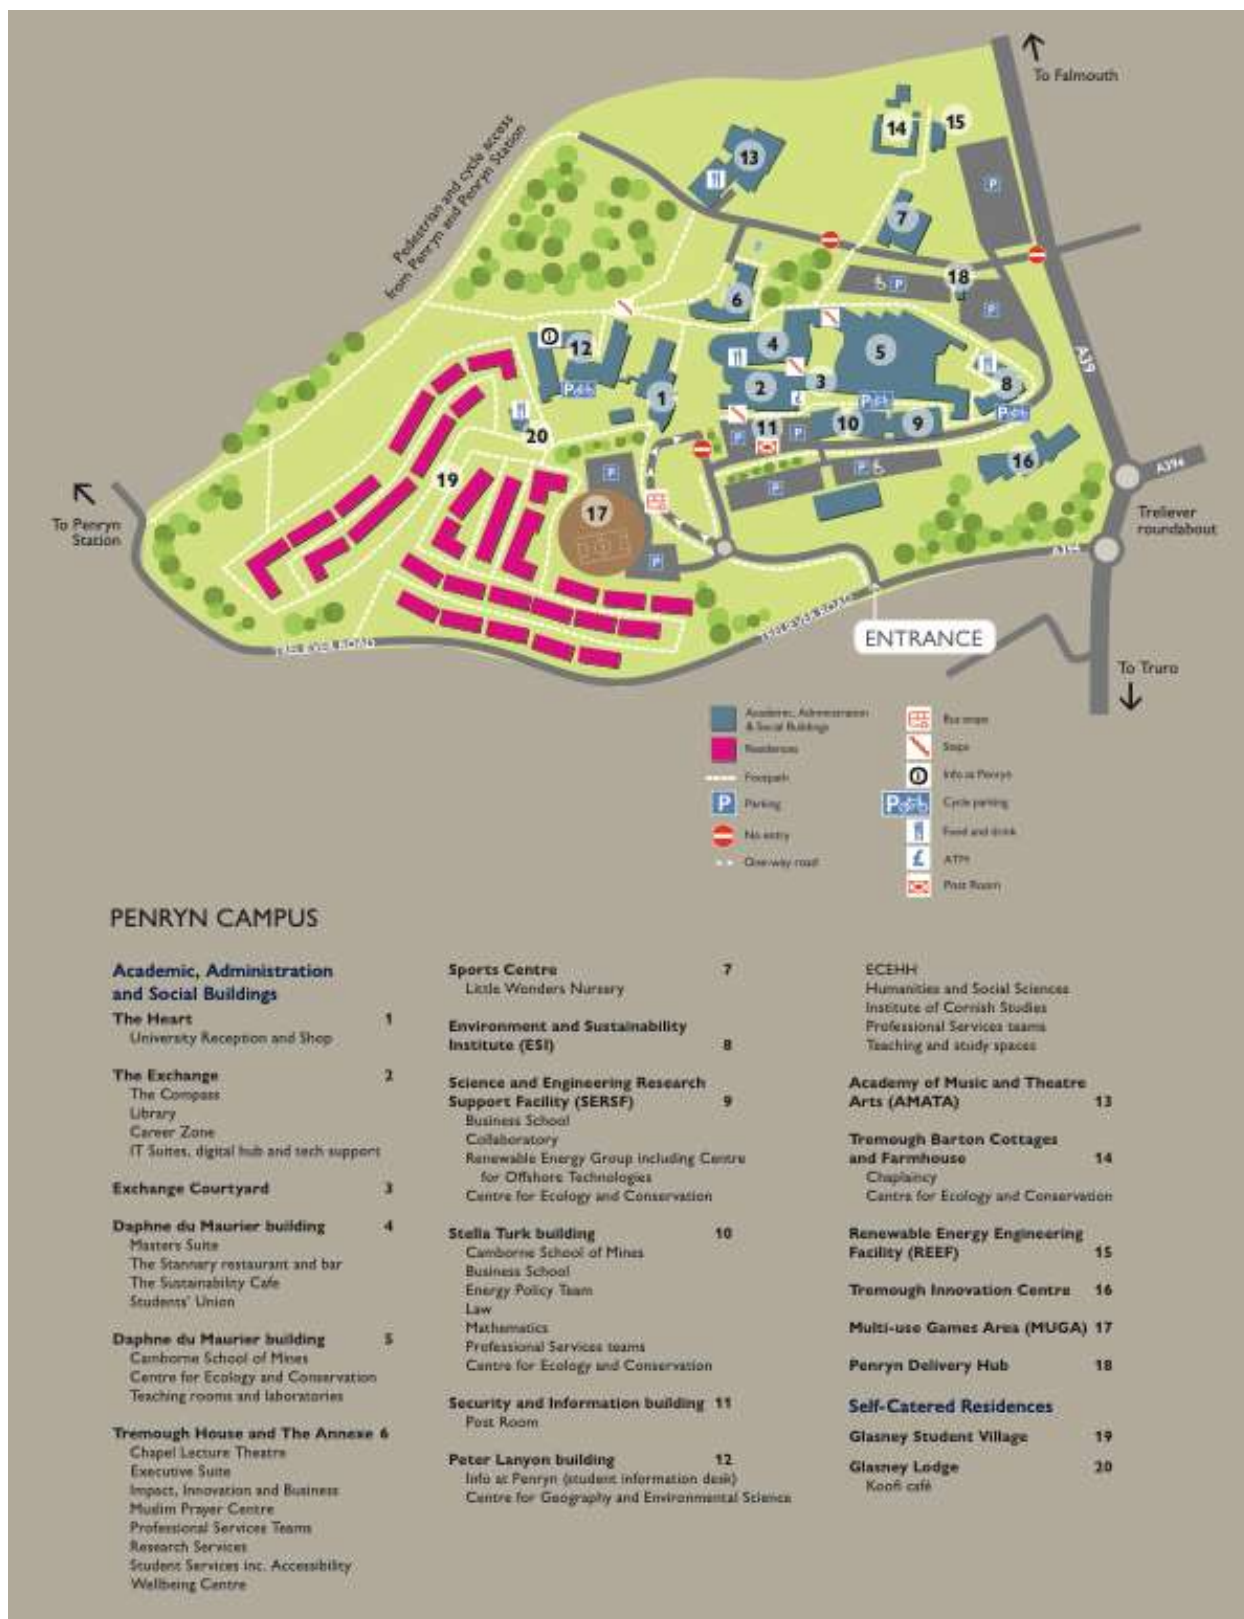 To Falmouth
Pedestrian and cycle access
from Penryn and Penryn Station
14
15
13
P
7
18
6
P
P
4
5
12
A39
3
8
2
1
P
11
10
9
20
P
P
P
16
19
P
P
A394
To Penryn
Station
17
Treliever
roundabout
P
A394
TRELIEVER ROAD
ENTRANCE
TRELIEVER ROAD
To Truro
Academic, Administration
& Social Buildings
Residences
Footpath
P Parking
No entry
One-way road
Bus stops
Steps
Info at Penryn
P Cycle parking
Food and drink
£ ATM
Post Room
PENRYN CAMPUS
Academic, Administration
and Social Buildings
The Heart 1
University Reception and Shop
The Exchange 2
The Compass
Library
Career Zone
IT Suites, digital hub and tech support
Exchange Courtyard 3
Daphne du Maurier building 4
Masters Suite
The Stannary restaurant and bar
The Sustainability Cafe
Students' Union
Daphne du Maurier building 5
Camborne School of Mines
Centre for Ecology and Conservation
Teaching rooms and laboratories
Tremough House and The Annexe 6
Chapel Lecture Theatre
Executive Suite
Impact, Innovation and Business
Muslim Prayer Centre
Professional Services Teams
Research Services
Student Services inc. Accessibility
Wellbeing Centre
Sports Centre 7
Little Wonders Nursery
Environment and Sustainability
Institute (ESI) 8
Science and Engineering Research
Support Facility (SERSF) 9
Business School
Collaboratory
Renewable Energy Group including Centre
for Offshore Technologies
Centre for Ecology and Conservation
Stella Turk building 10
Camborne School of Mines
Business School
Energy Policy Team
Law
Mathematics
Professional Services teams
Centre for Ecology and Conservation
Security and Information building 11
Post Room
Peter Lanyon building 12
Info at Penryn (student information desk)
Centre for Geography and Environmental Science
ECEHH
Humanities and Social Sciences
Institute of Cornish Studies
Professional Services teams
Teaching and study spaces
Academy of Music and Theatre
Arts (AMATA) 13
Tremough Barton Cottages
and Farmhouse 14
Chaplaincy
Centre for Ecology and Conservation
Renewable Energy Engineering
Facility (REEF) 15
Tremough Innovation Centre 16
Multi-use Games Area (MUGA) 17
Penryn Delivery Hub 18
Self-Catered Residences
Glasney Student Village 19
Glasney Lodge 20
Koofi café